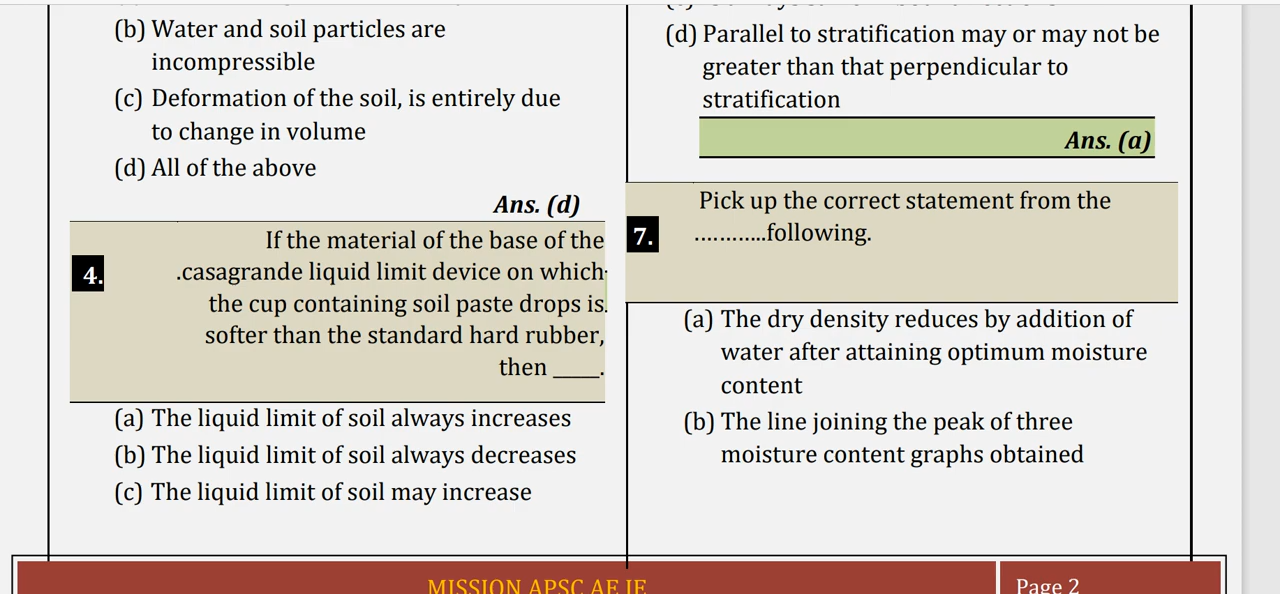 (b) Water and soil particles are
incompressible
(c) Deformation of the soil, is entirely due
to change in volume
(d) All of the above
Ans. (d)
4.
If the material of the base of the
.casagrande liquid limit device on which
the cup containing soil paste drops is.
softer than the standard hard rubber,
then _____.
(a) The liquid limit of soil always increases
(b) The liquid limit of soil always decreases
(c) The liquid limit of soil may increase
(d) Parallel to stratification may or may not be
greater than that perpendicular to
stratification
Ans. (a)
7.
Pick up the correct statement from the
…………..following.
(a) The dry density reduces by addition of
water after attaining optimum moisture
content
(b) The line joining the peak of three
moisture content graphs obtained
MISSION APSC AE JE
Page 2